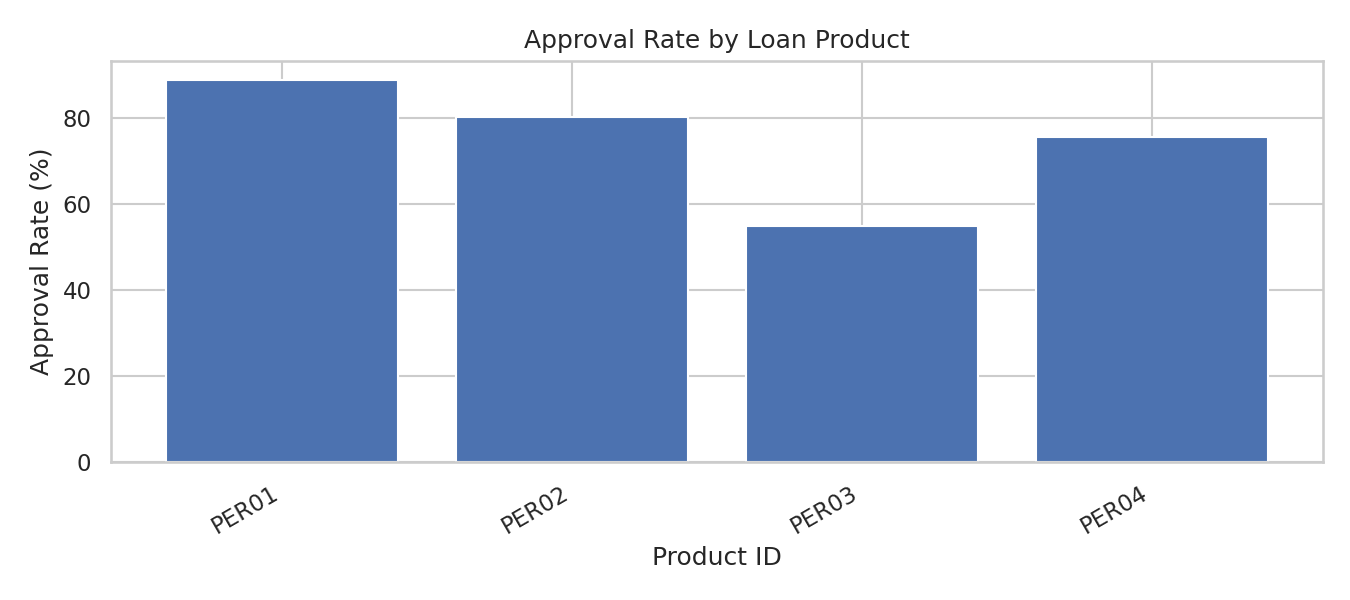 Approval Rate by Loan Product
Approval Rate (%)
80
60
40
20
0
PER01
PER02
PER03
PER04
Product ID